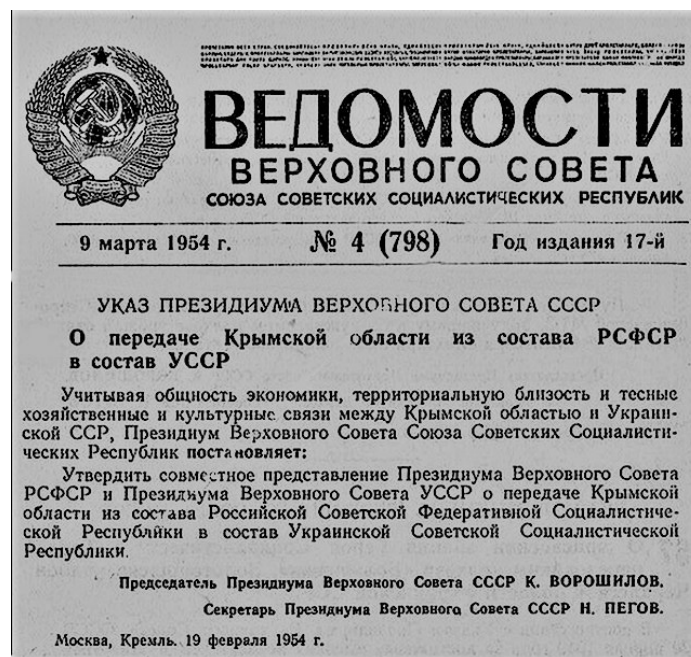 ВЕДОМОСТИ
ВЕРХОВНОГО СОВЕТА
СОЮЗА СОВЕТСКИХ СОЦИАЛИСТИЧЕСКИХ РЕСПУБЛИК
9 марта 1954 г. № 4 (798) Год издания 17-й
УКАЗ ПРЕЗИДИУМА ВЕРХОВНОГО СОВЕТА СССР
О передаче Крымской области из состава РСФСР
в состав УССР
Учитывая общность экономики, территориальную близость и тесные
хозяйственные и культурные связи между Крымской областью и Украин-
ской ССР, Президиум Верховного Совета Союза Советских Социалисти-
ческих Республик постановляет:
Утвердить совместное представление Президиума Верховного Совета
РСФСР и Президиума Верховного Совета УССР о передаче Крымской
области из состава Российской Советской Федеративной Социалистиче-
ской Республики в состав Украинской Советской Социалистической
Республики.
Председатель Президиума Верховного Совета СССР К. ВОРОШИЛОВ.
Секретарь Президиума Верховного Совета СССР Н. ПЕГОВ.
Москва, Кремль. 19 февраля 1954 г.